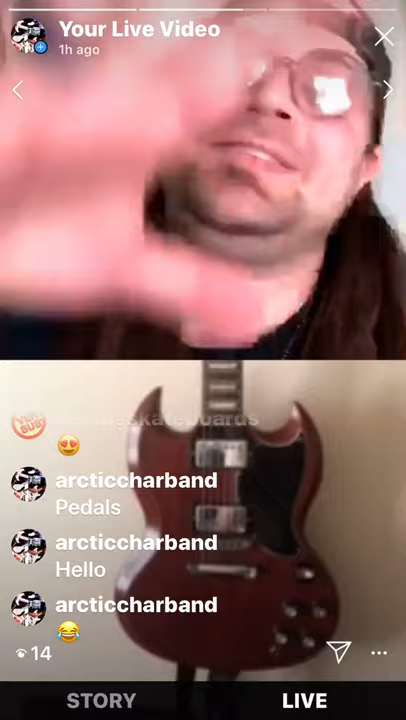 Your Live Video
1h ago
arcticcharband
Pedals
arcticcharband
Hello
arcticcharband
14
STORY
LIVE